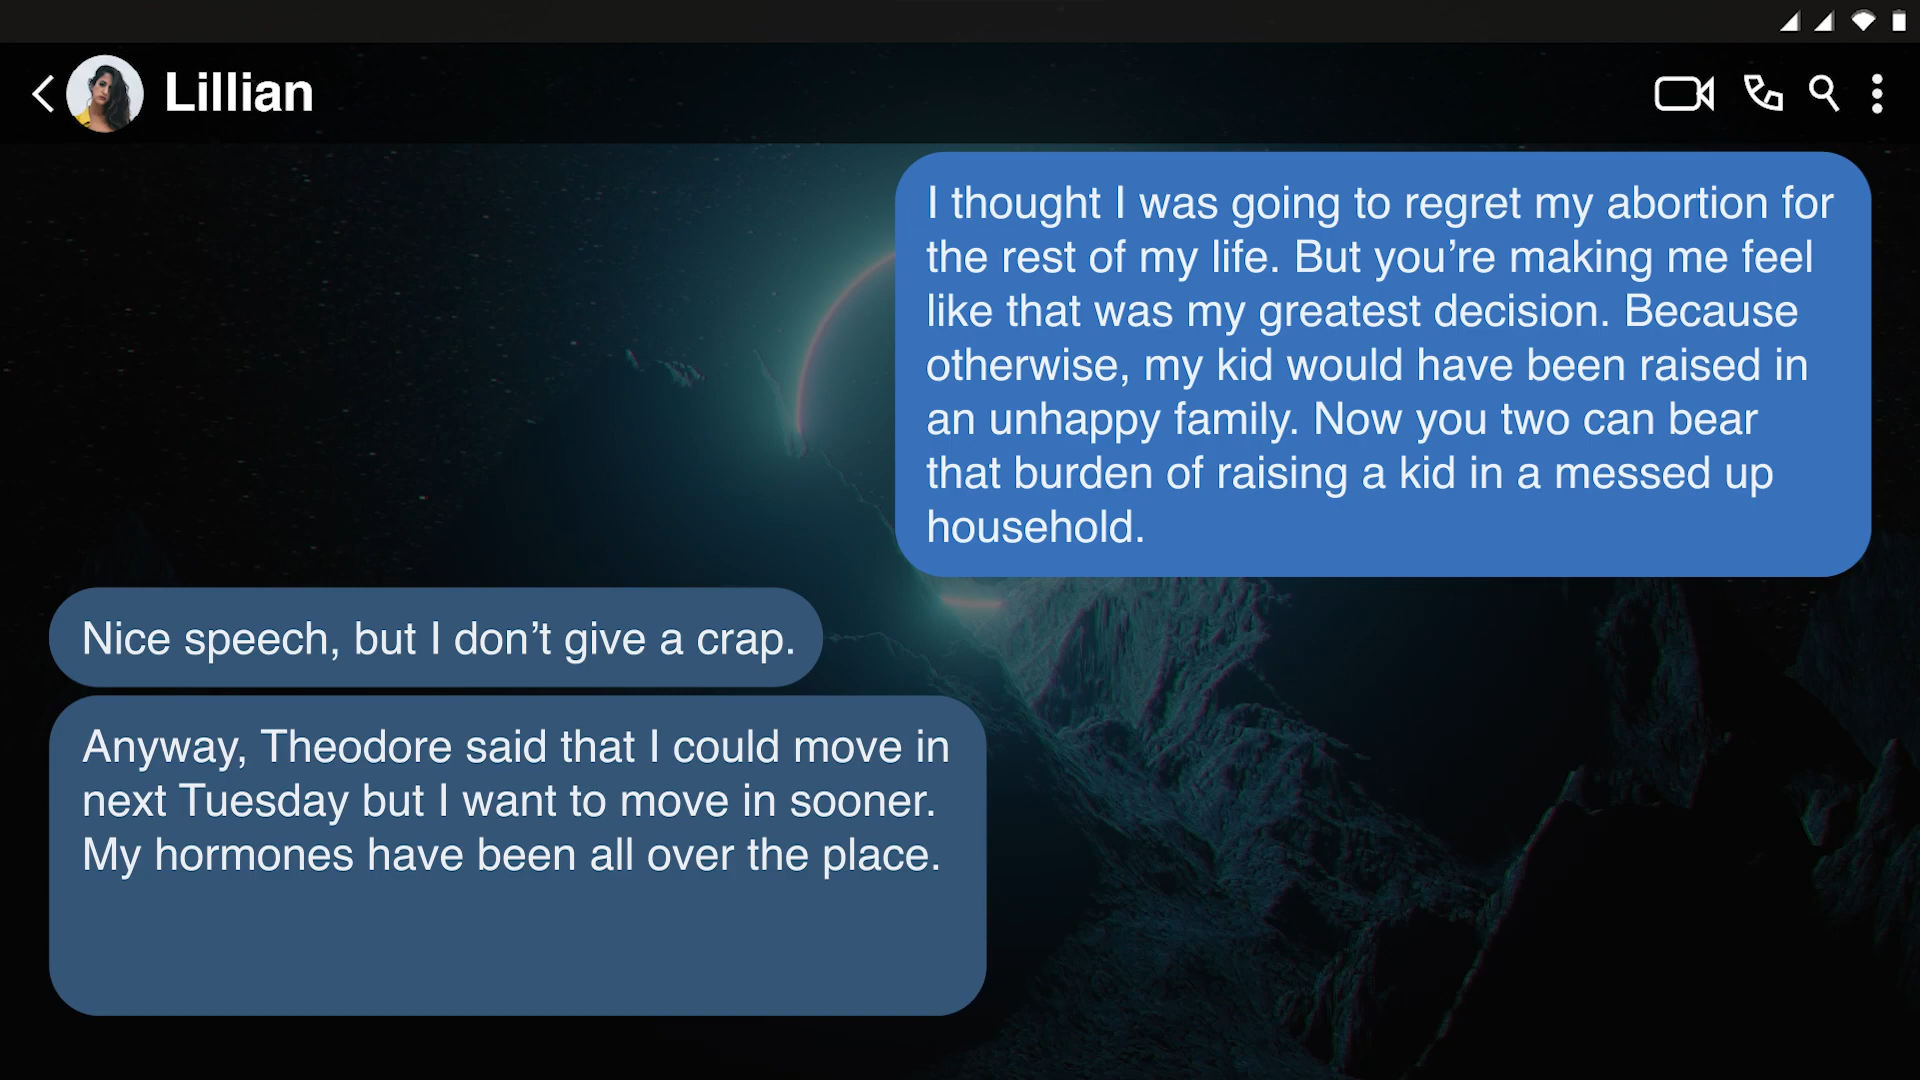 Lillian
I thought I was going to regret my abortion for
the rest of my life. But you’re making me feel
like that was my greatest decision. Because
otherwise, my kid would have been raised in
an unhappy family. Now you two can bear
that burden of raising a kid in a messed up
household.
Nice speech, but I don’t give a crap.
Anyway, Theodore said that I could move in
next Tuesday but I want to move in sooner.
My hormones have been all over the place.